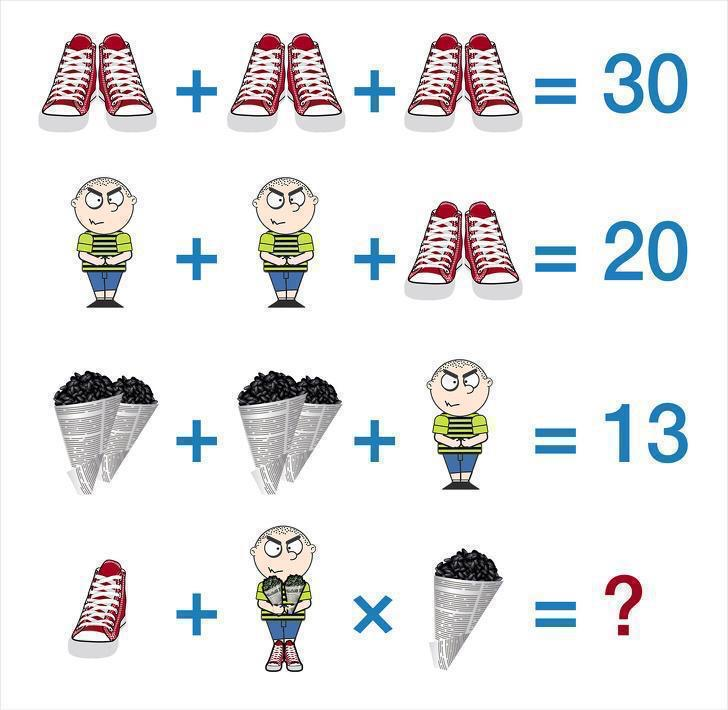 + + = 30
+ + = 20
+ + = 13
+ × = ?